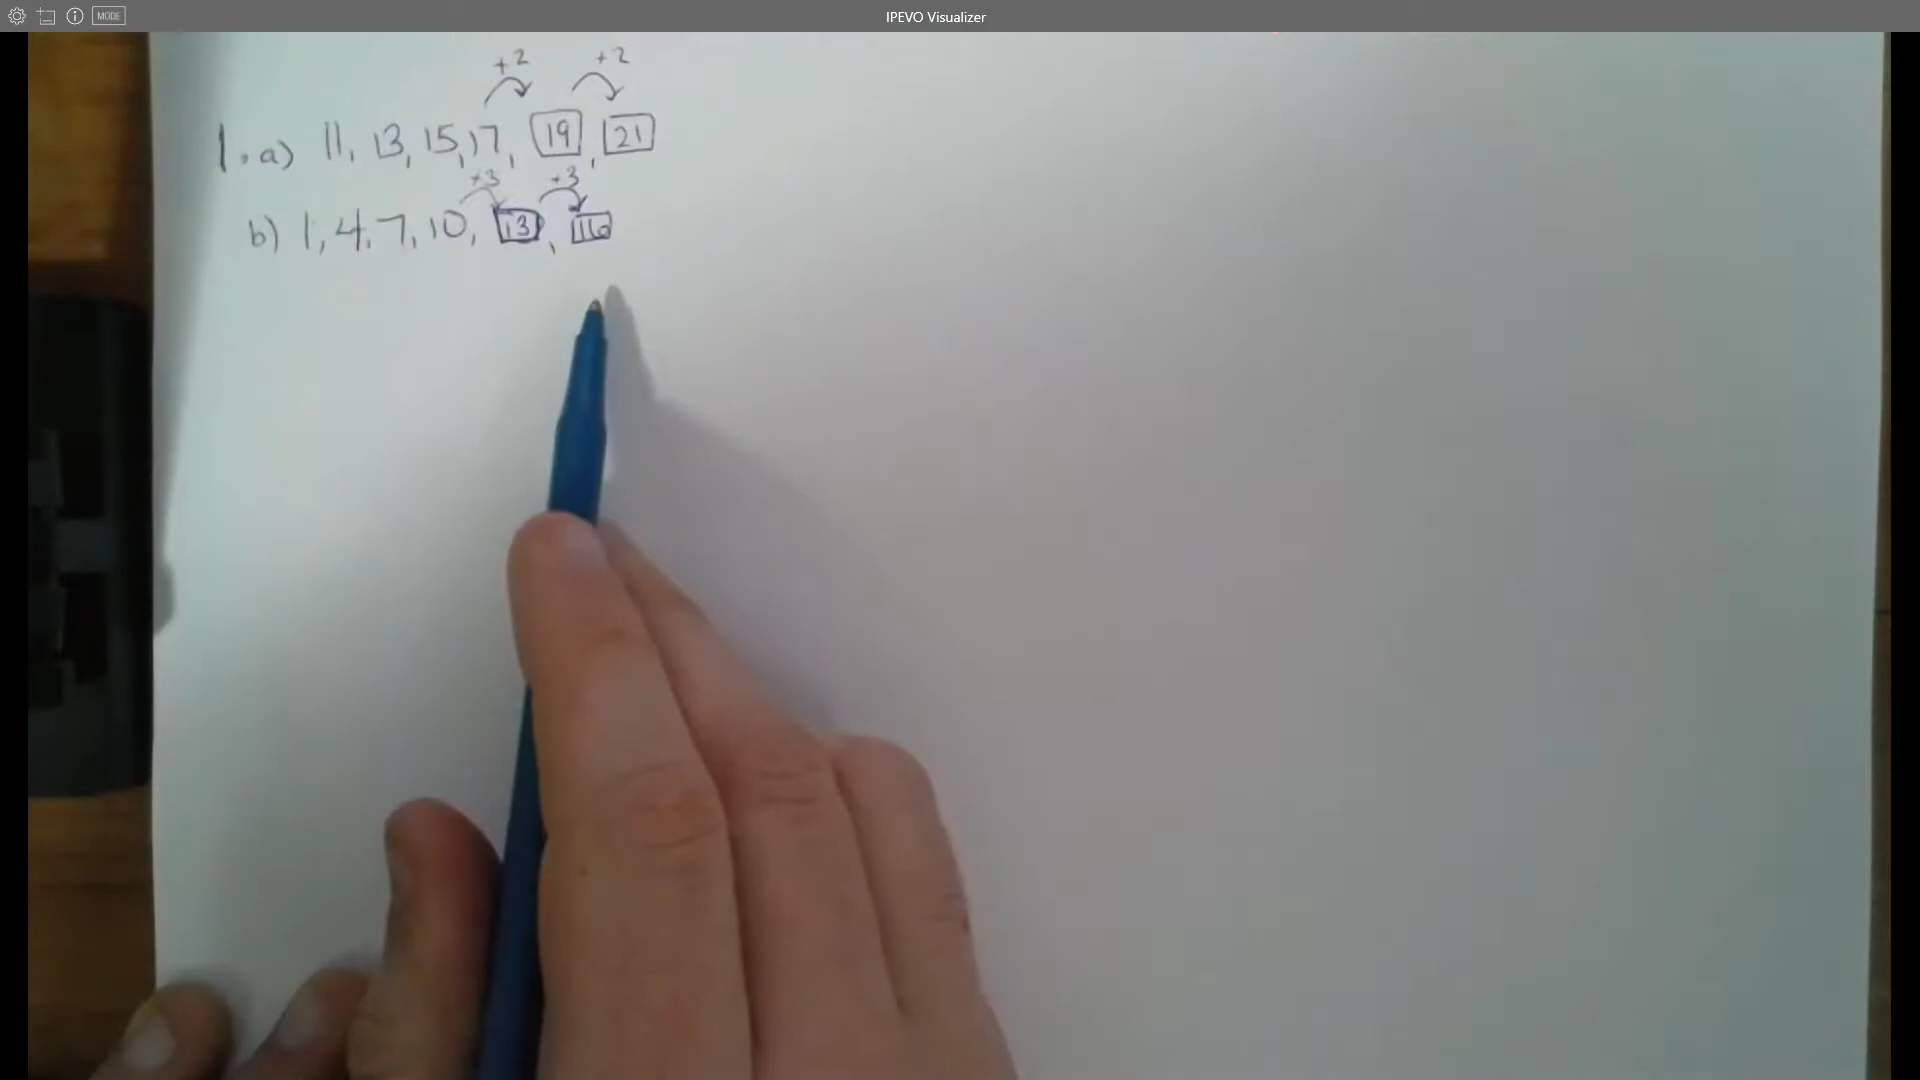 MODE
IPEVO Visualizer
+2 +2
1. a) 11, 13, 15, 17, 19, 21
+3 +3
b) 1, 4, 7, 10, 13, 16